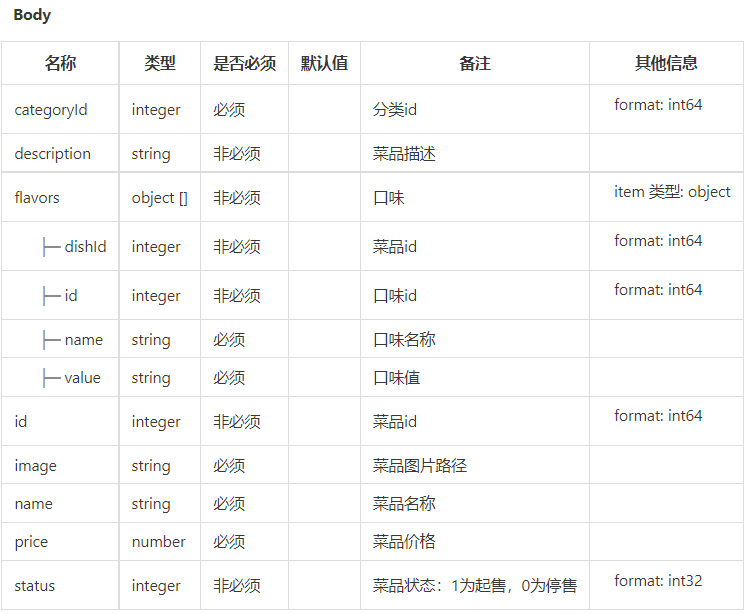 Body
名称 类型 是否必须 默认值 备注 其他信息
categoryId integer 必须 分类id format: int64
description string 非必须 菜品描述
flavors object [] 非必须 口味 item 类型: object
├─ dishId integer 非必须 菜品id format: int64
├─ id integer 非必须 口味id format: int64
├─ name string 必须 口味名称
├─ value string 必须 口味值
id integer 非必须 菜品id format: int64
image string 必须 菜品图片路径
name string 必须 菜品名称
price number 必须 菜品价格
status integer 非必须 菜品状态：1为起售，0为停售 format: int32